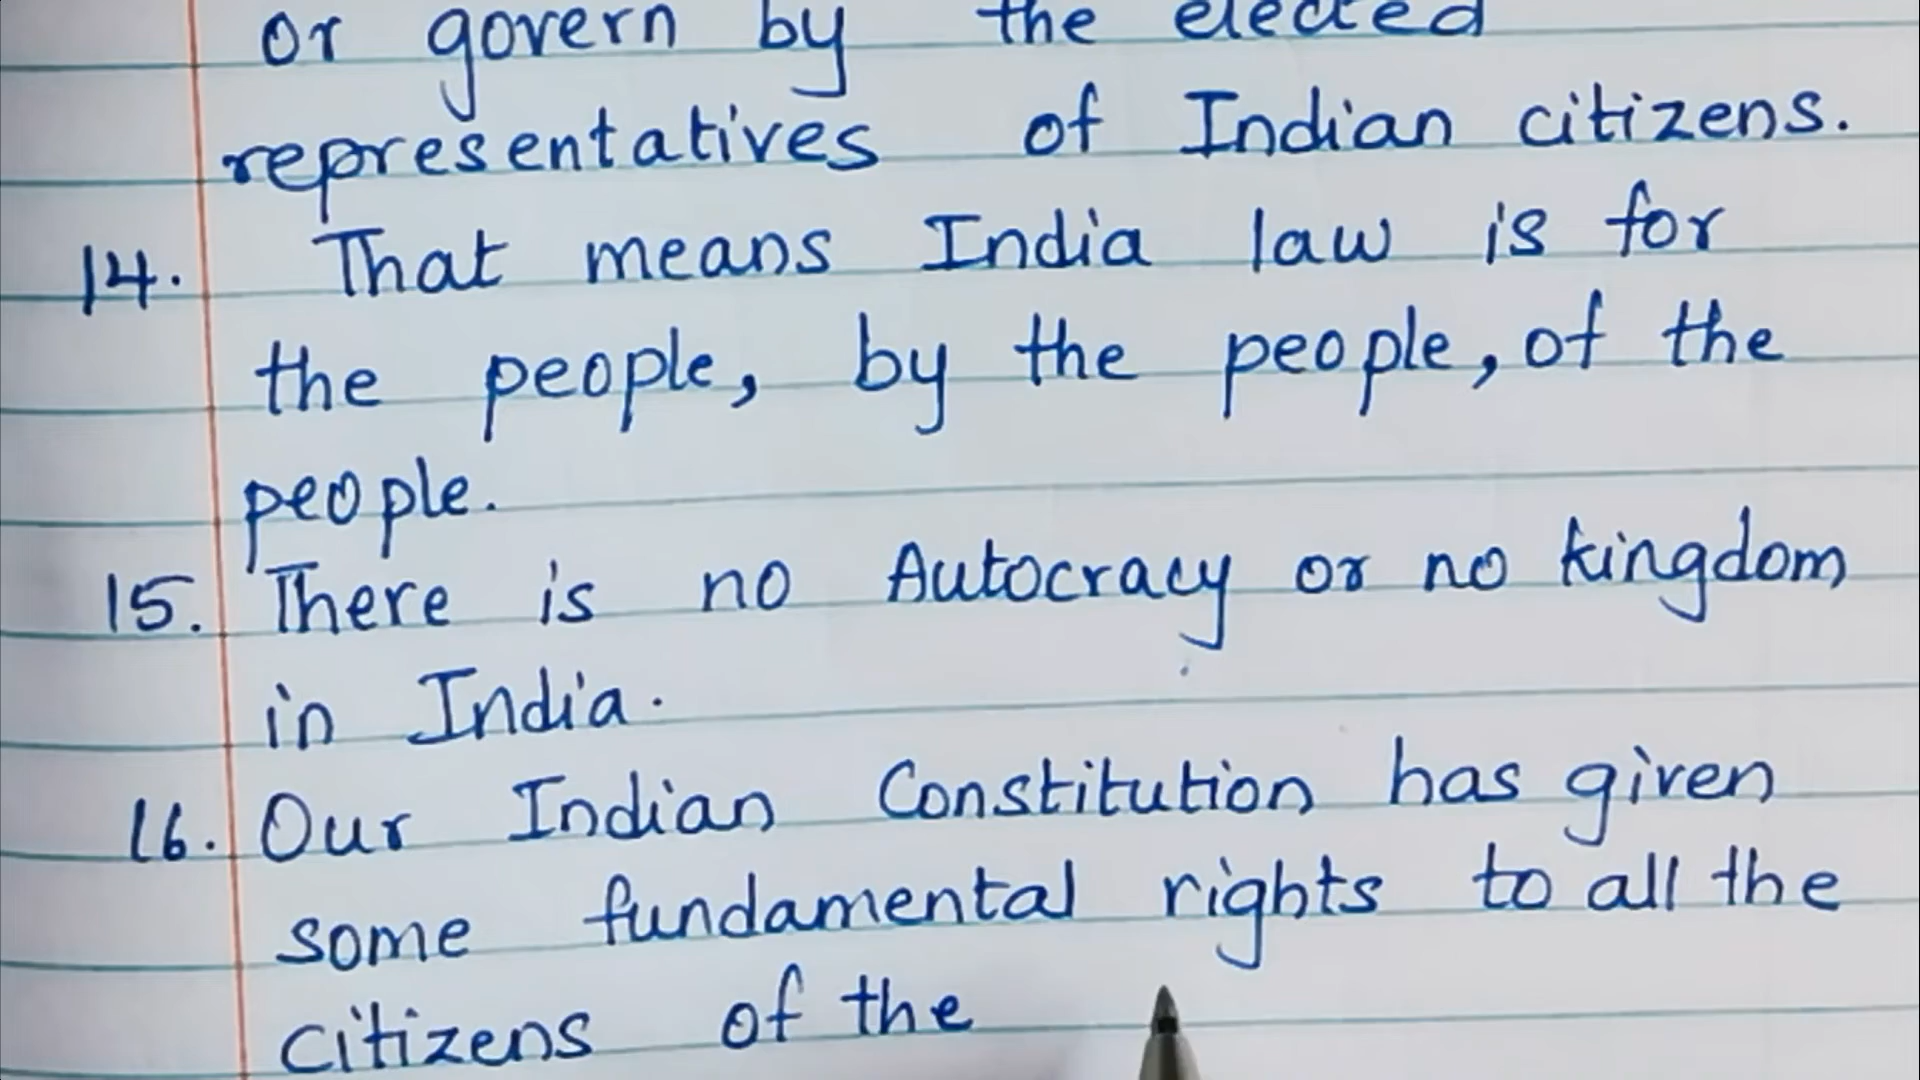 or govern by the elected
representatives of Indian citizens.
14. That means India law is for
the people, by the people, of the
people.
15. There is no Autocracy or no kingdom
in India.
16. Our Indian Constitution has given
some fundamental rights to all the
citizens of the